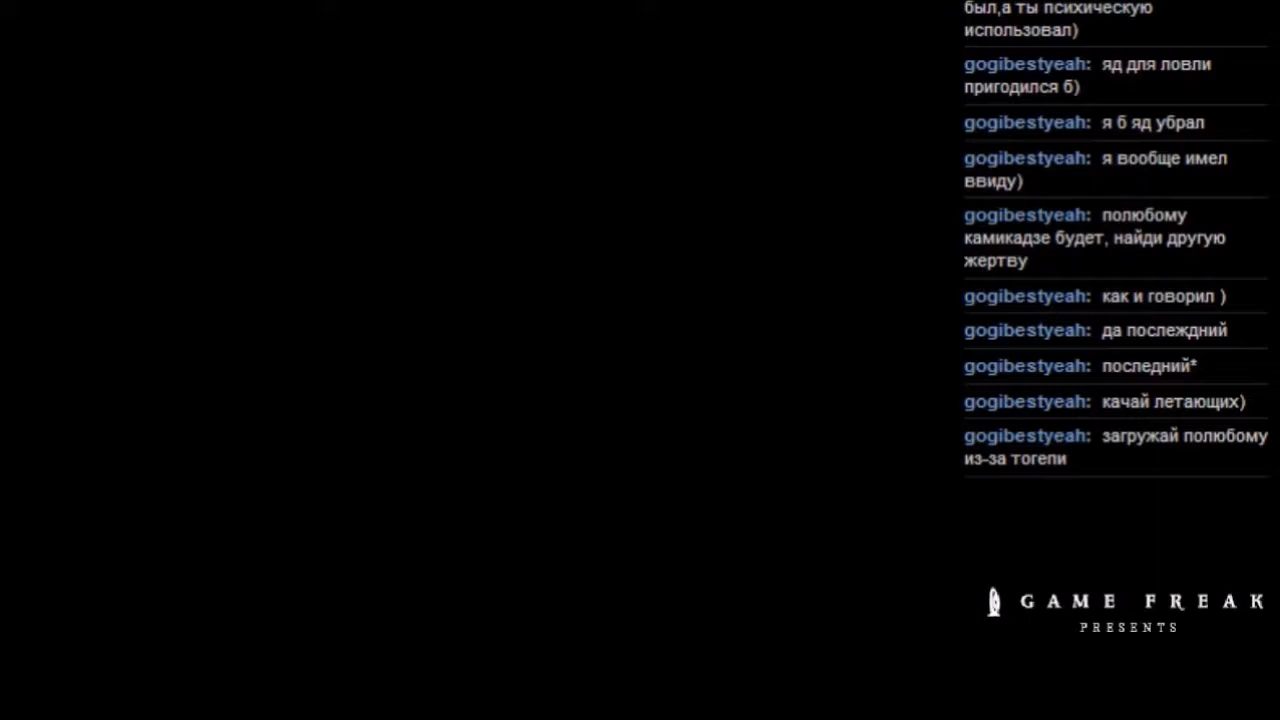 был,а ты психическую
использовал)
gogibestyeah: яд для ловли
пригодился б)
gogibestyeah: я б яд убрал
gogibestyeah: я вообще имел
ввиду)
gogibestyeah: полюбому
камикадзе будет, найди другую
жертву
gogibestyeah: как и говорил )
gogibestyeah: да послеждний
gogibestyeah: последний*
gogibestyeah: качай летающих)
gogibestyeah: загружай полюбому
из-за тогепи
GAME FREAK
PRESENTS